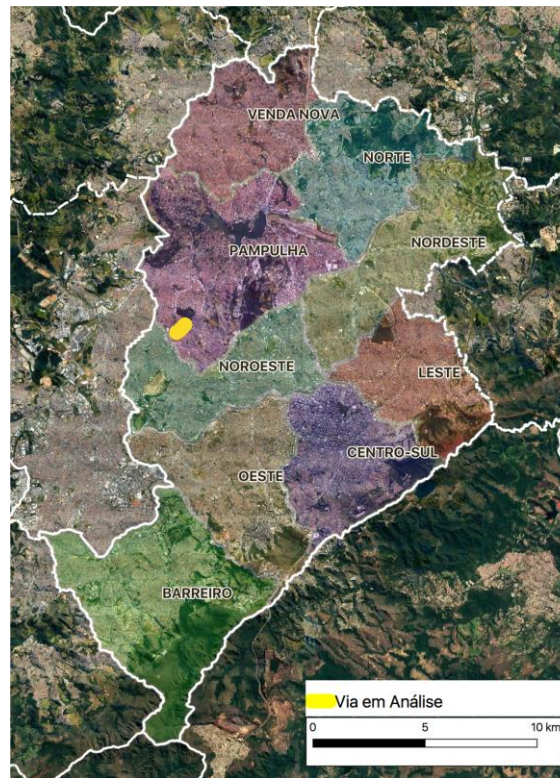 VENDA NOVA
NORTE
NORDESTE
PAMPULHA
NOROESTE
LESTE
CENTRO-SUL
OESTE
BARREIRO
Via em Análise
0 5 10 km